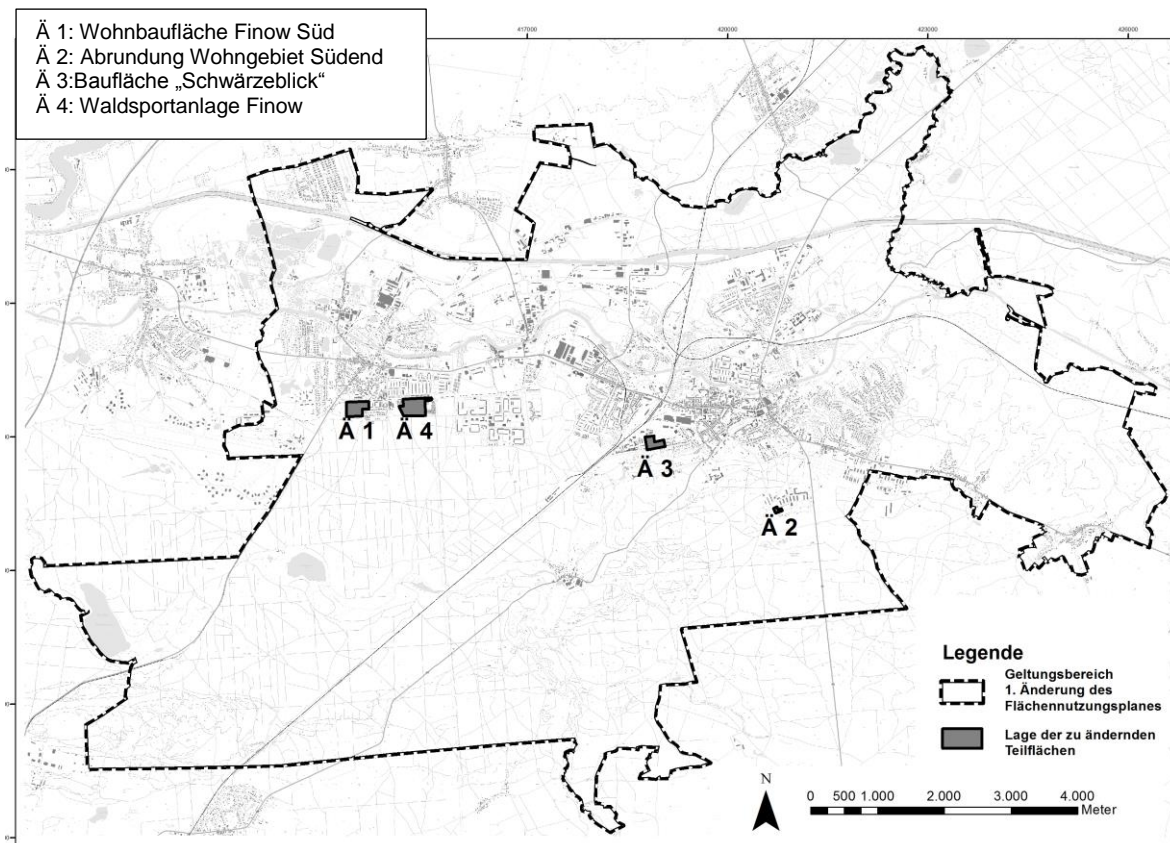 Ä 1: Wohnbaufläche Finow Süd
Ä 2: Abrundung Wohngebiet Südend
Ä 3:Baufläche „Schwärzeblick“
Ä 4: Waldsportanlage Finow
417000
420000
423000
426000
Ä 1
Ä 4
Ä 3
Ä 2
Legende
Geltungsbereich
1. Änderung des
Flächennutzungsplanes
Lage der zu ändernden
Teilflächen
N
0 500 1.000 2.000 3.000 4.000
Meter